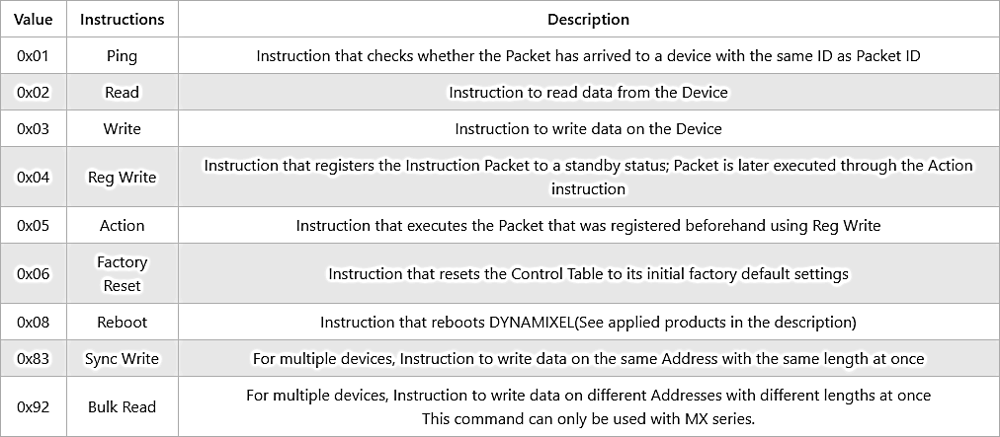 Value Instructions Description
0x01 Ping Instruction that checks whether the Packet has arrived to a device with the same ID as Packet ID
0x02 Read Instruction to read data from the Device
0x03 Write Instruction to write data on the Device
0x04 Reg Write Instruction that registers the Instruction Packet to a standby status; Packet is later executed through the Action
instruction
0x05 Action Instruction that executes the Packet that was registered beforehand using Reg Write
0x06 Factory
Reset Instruction that resets the Control Table to its initial factory default settings
0x08 Reboot Instruction that reboots DYNAMIXEL(See applied products in the description)
0x83 Sync Write For multiple devices, Instruction to write data on the same Address with the same length at once
0x92 Bulk Read For multiple devices, Instruction to write data on different Addresses with different lengths at once
This command can only be used with MX series.